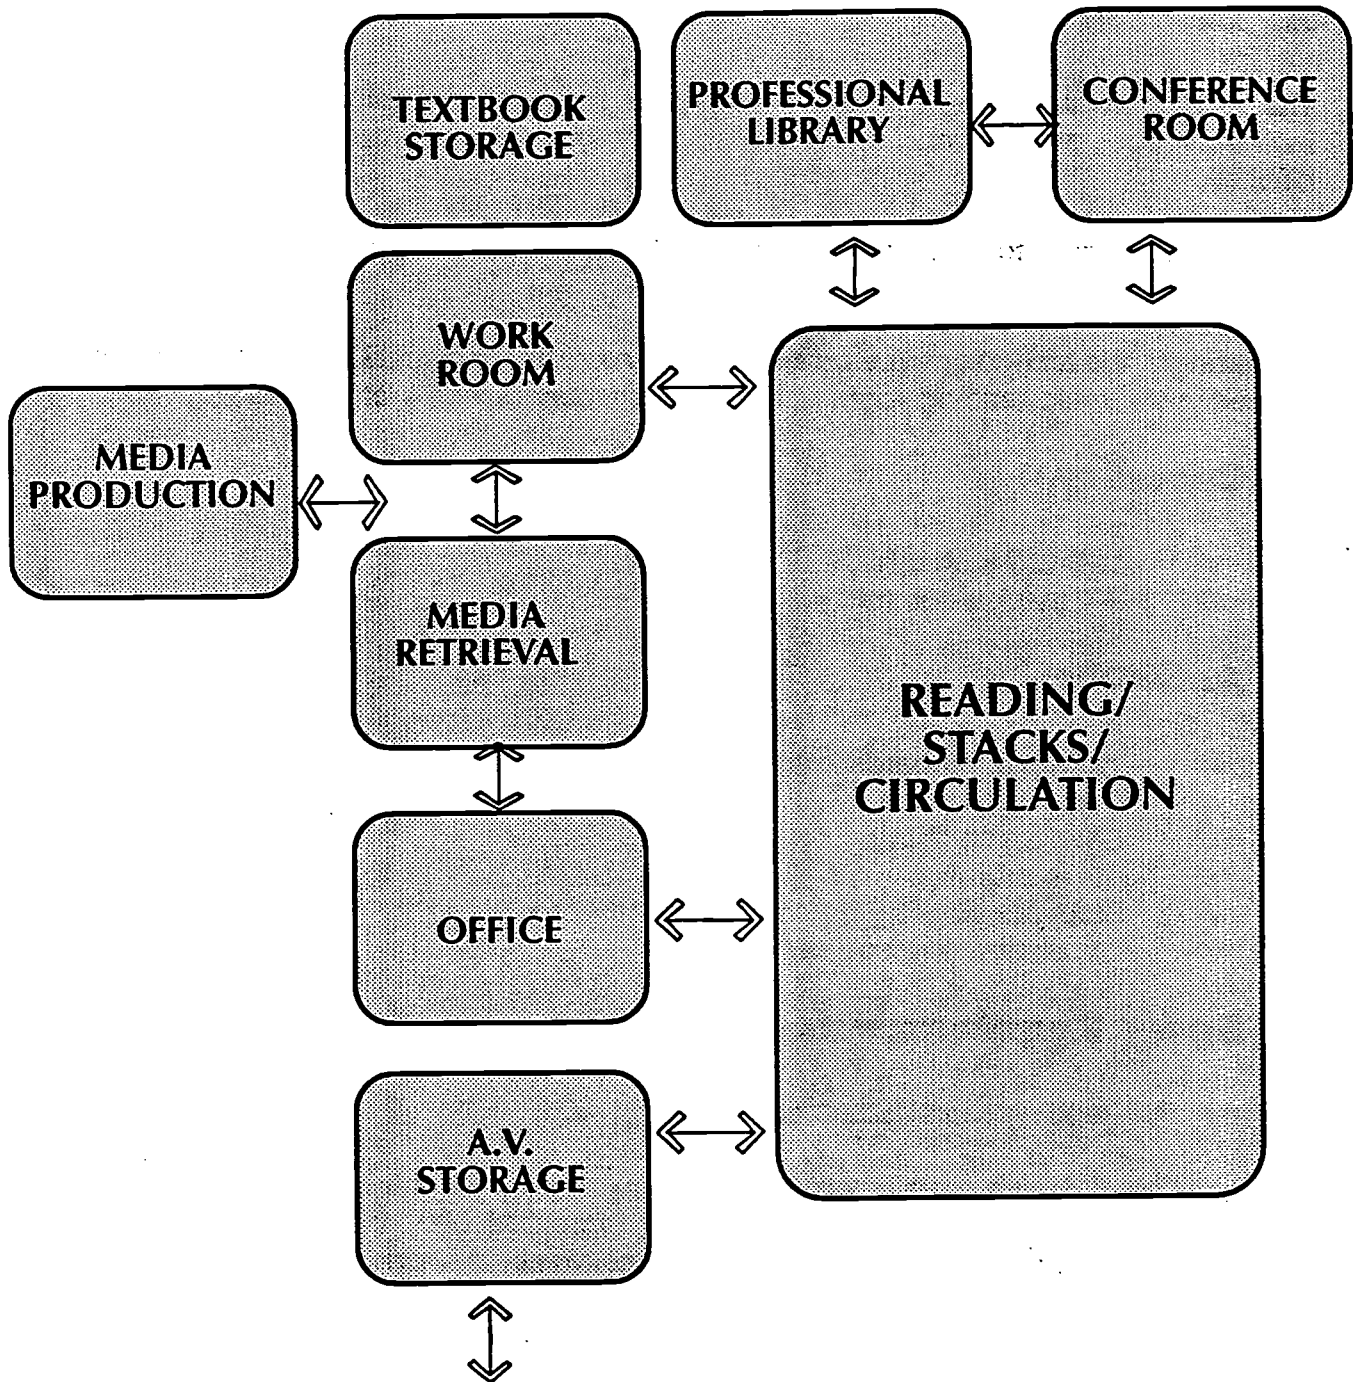 TEXTBOOK
STORAGE
PROFESSIONAL
LIBRARY
CONFERENCE
ROOM
WORK
ROOM
MEDIA
PRODUCTION
MEDIA
RETRIEVAL
READING/
STACKS/
CIRCULATION
OFFICE
A.V.
STORAGE